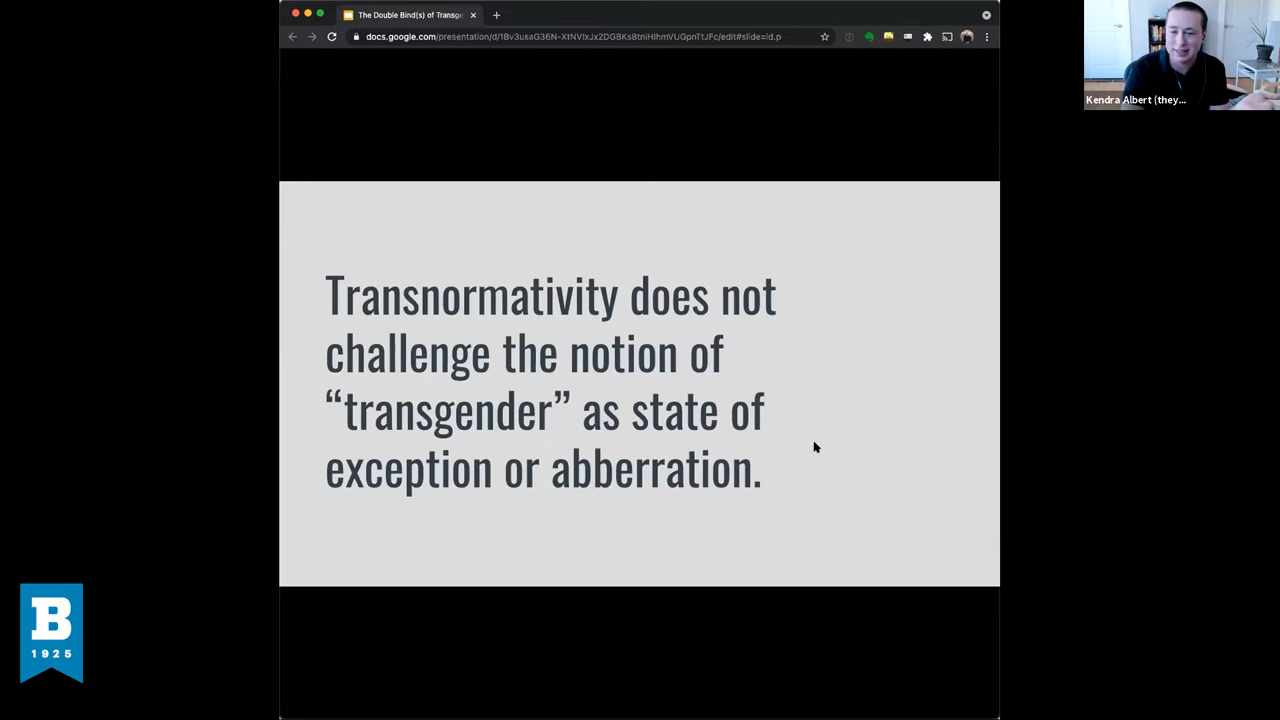 The Double Bind(s) of Transg
docs.google.com/presentation/d/1Bv3usaG36N-XtNVIxJx2DGBKs8tniHIhmVUGpnTtJFc/edit#slide=id.p
Kendra Albert (they...
Transnormativity does not
challenge the notion of
“transgender” as state of
exception or abberration.
B
1925